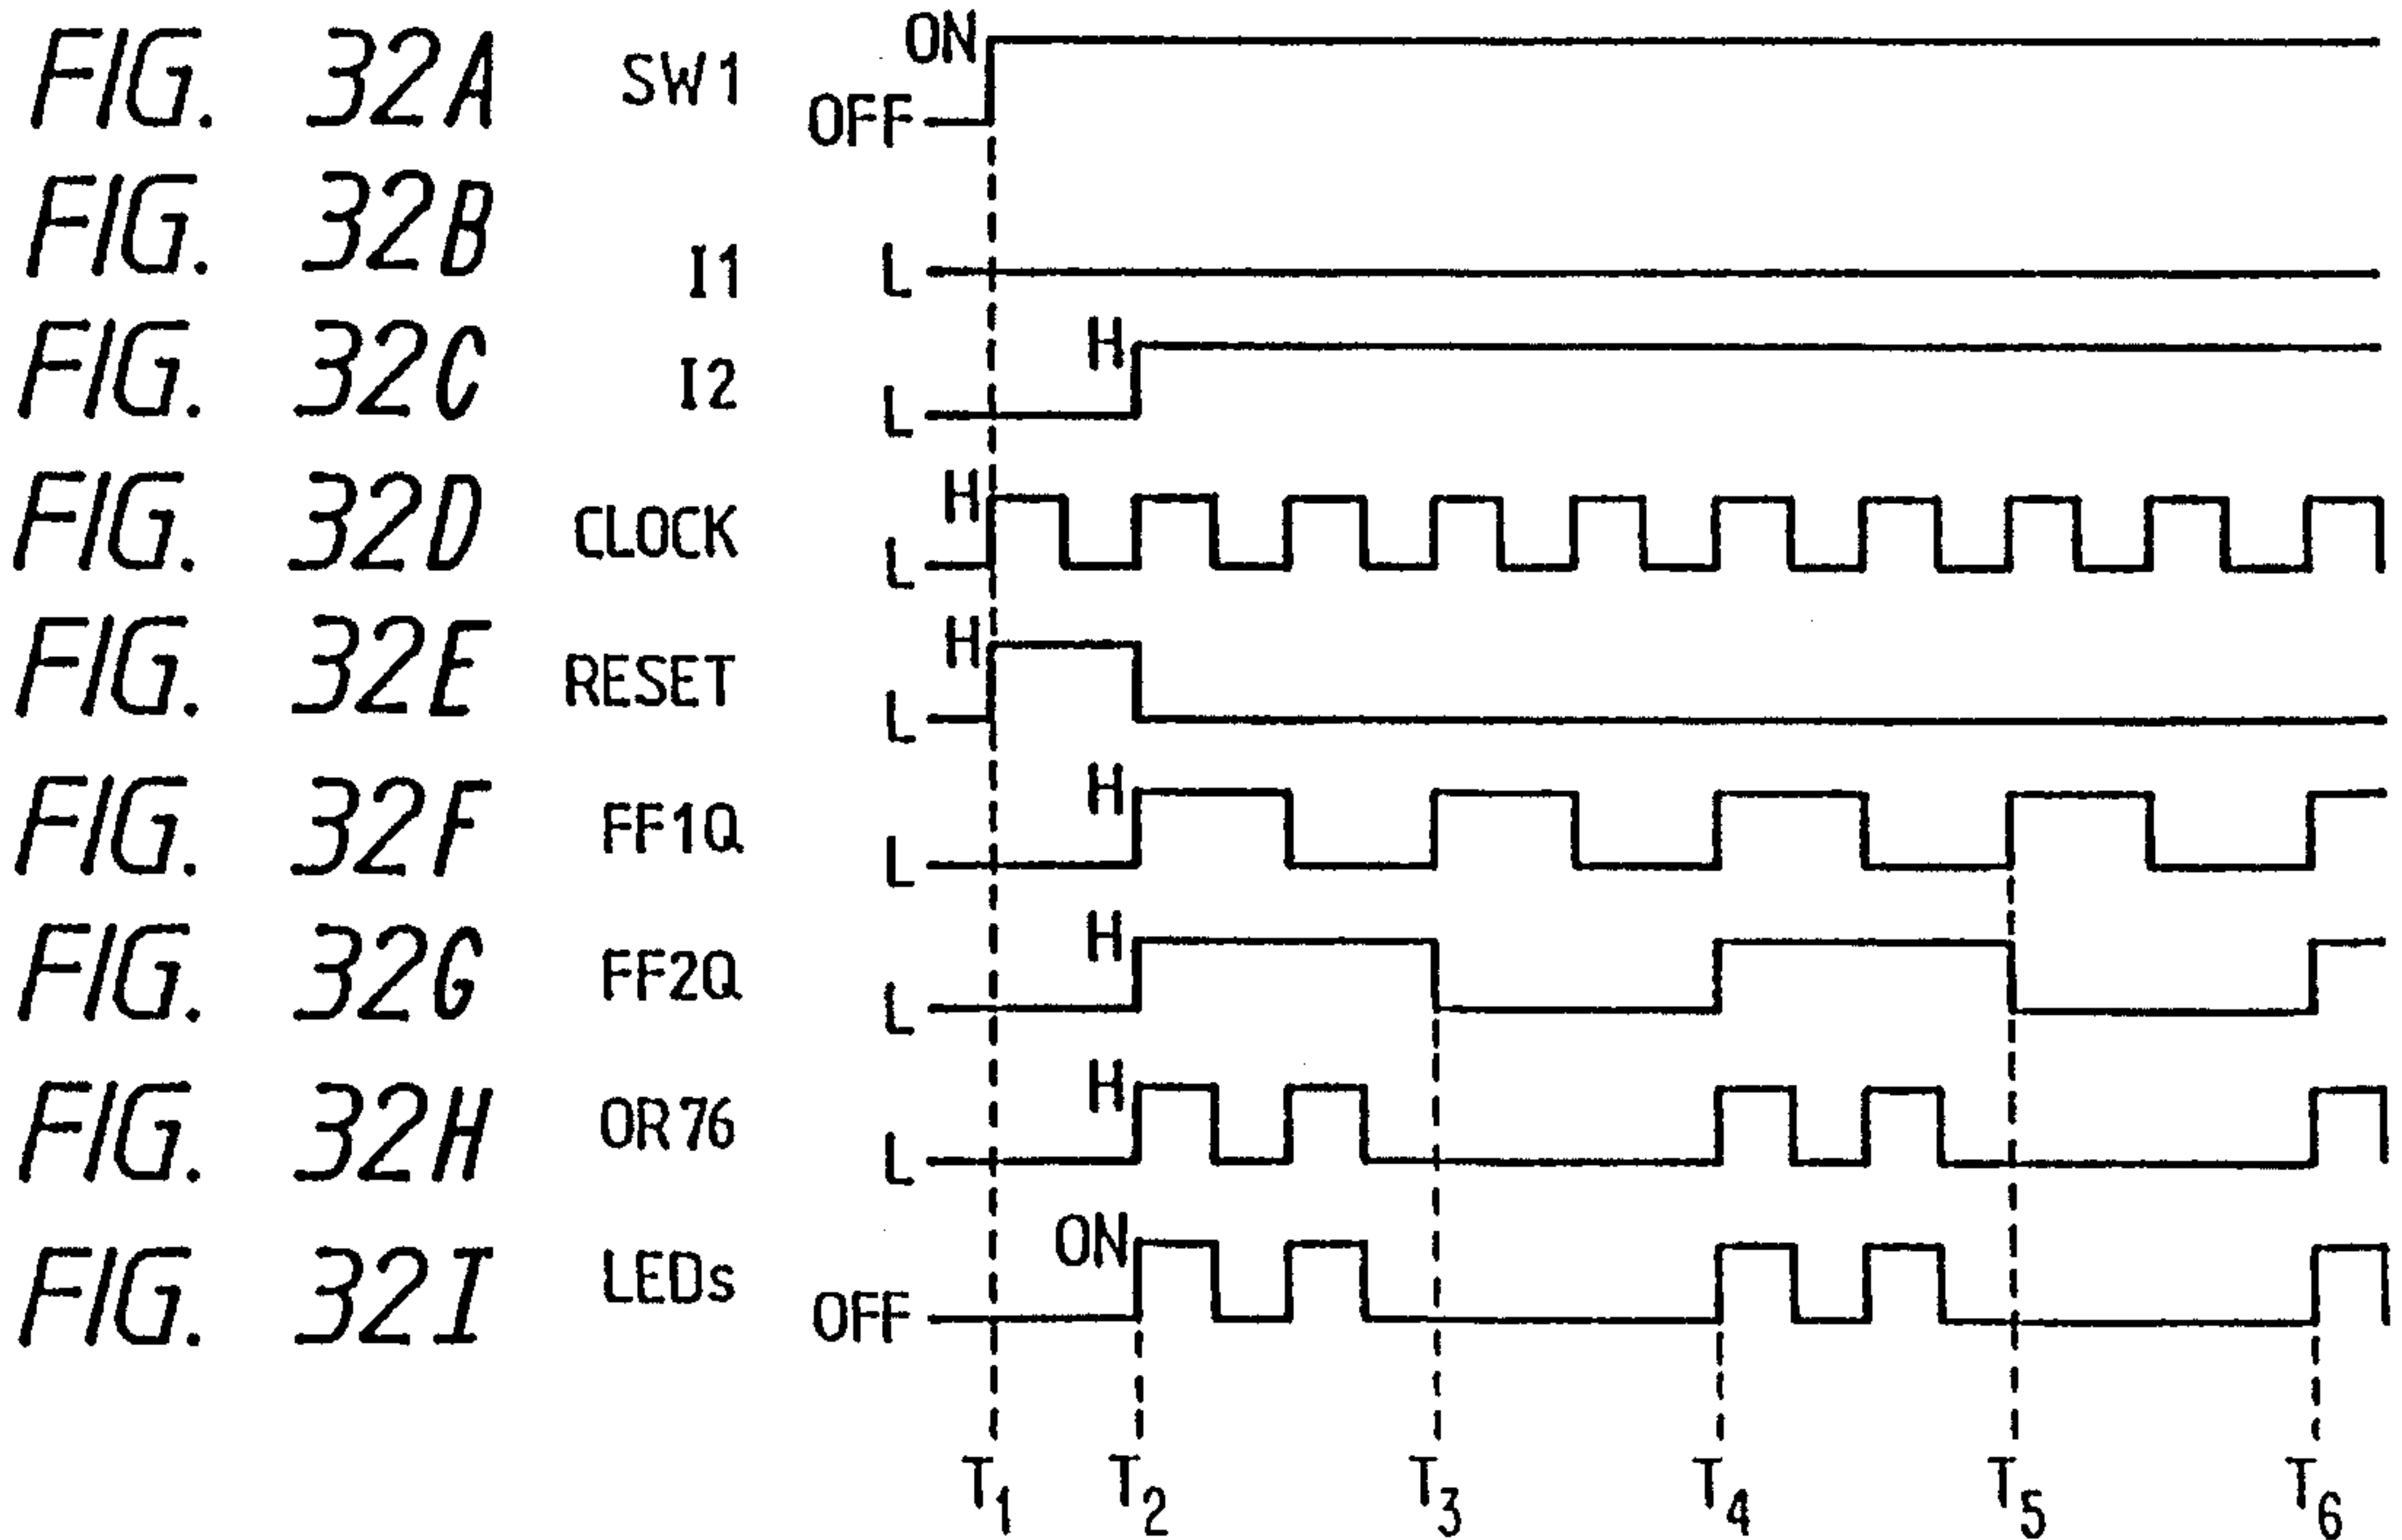 FIG. 32A SW1 ON
OFF
FIG. 32B I1 L
FIG. 32C I2 H
L
FIG. 32D CLOCK H
L
FIG. 32E RESET H
L
FIG. 32F FF1Q H
L
FIG. 32G FF2Q H
L
FIG. 32H OR76 H
L
FIG. 32I LEDs ON
OFF
T1 T2 T3 T4 T5 T6